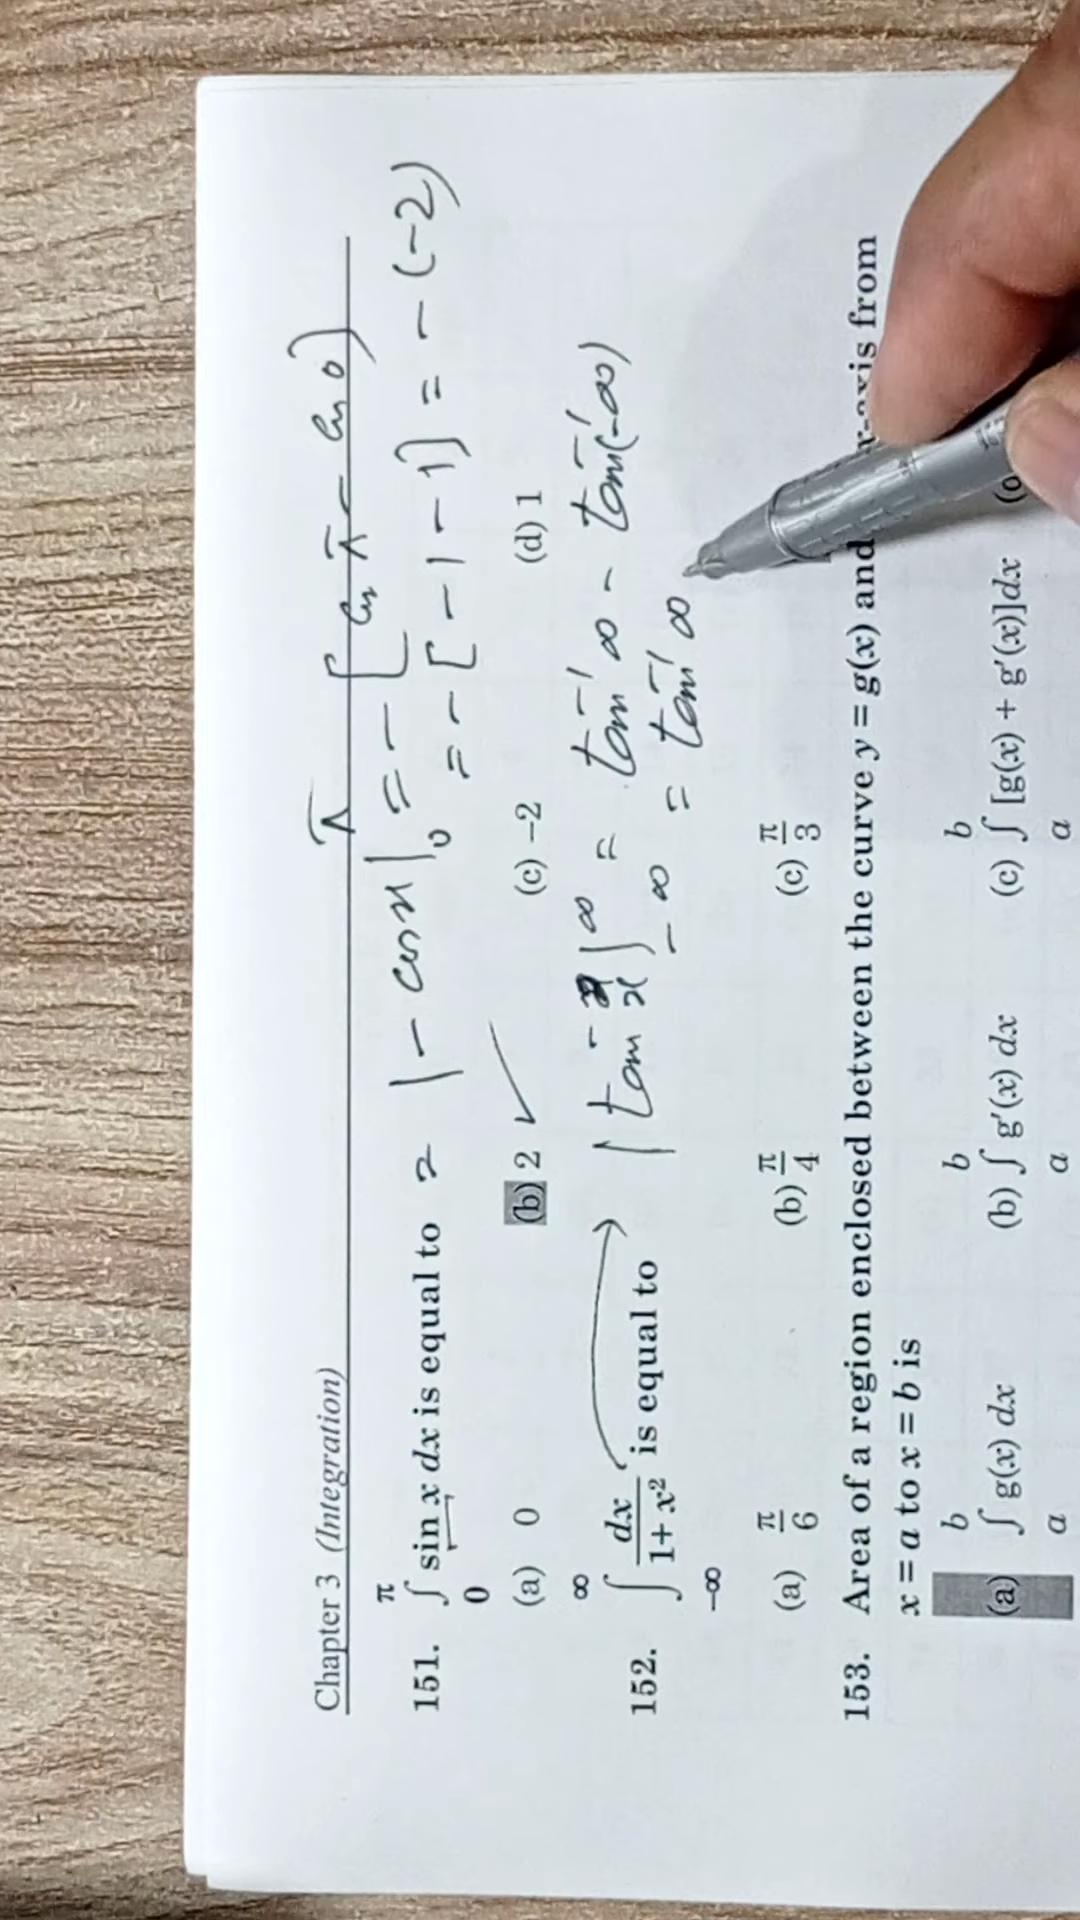 Chapter 3 (Integration)
151. ∫₀^π sin x dx is equal to = |- cos x|₀^π = - [cos π - cos 0)
= - [-1 - 1] = - (-2)
(a) 0 (b) 2 ✓ (c) -2 (d) 1
152. ∫_{-∞}^{∞} dx/(1+ x²) is equal to |tan⁻ x|_{-∞}^{∞} = tan⁻¹ ∞ - tan⁻¹(-∞)
= tan⁻¹ ∞
(a) π/6 (b) π/4 (c) π/3
153. Area of a region enclosed between the curve y = g(x) and x-axis from
x = a to x = b is
(a) ∫ₐᵇ g(x) dx (b) ∫ₐᵇ g′(x) dx (c) ∫ₐᵇ [g(x) + g′(x)]dx